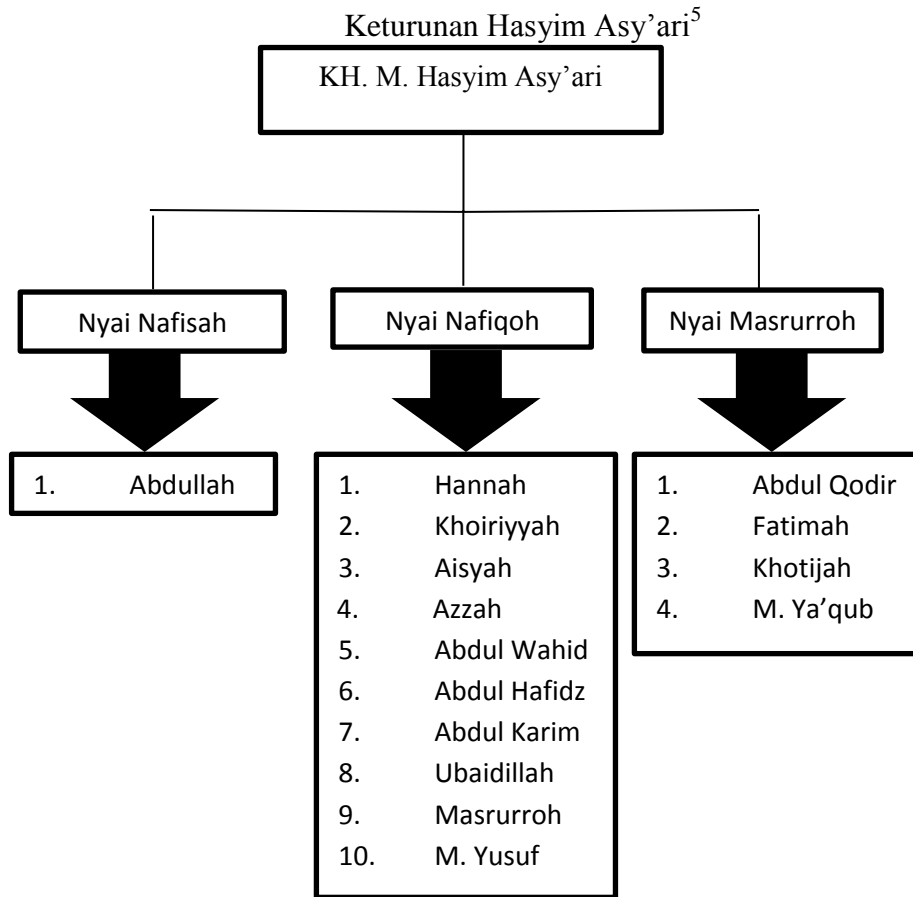 Keturunan Hasyim Asy’ari⁵
KH. M. Hasyim Asy’ari
Nyai Nafisah
Nyai Nafiqoh
Nyai Masrurroh
1. Abdullah
1. Hannah
2. Khoiriyyah
3. Aisyah
4. Azzah
5. Abdul Wahid
6. Abdul Hafidz
7. Abdul Karim
8. Ubaidillah
9. Masrurroh
10. M. Yusuf
1. Abdul Qodir
2. Fatimah
3. Khotijah
4. M. Ya’qub